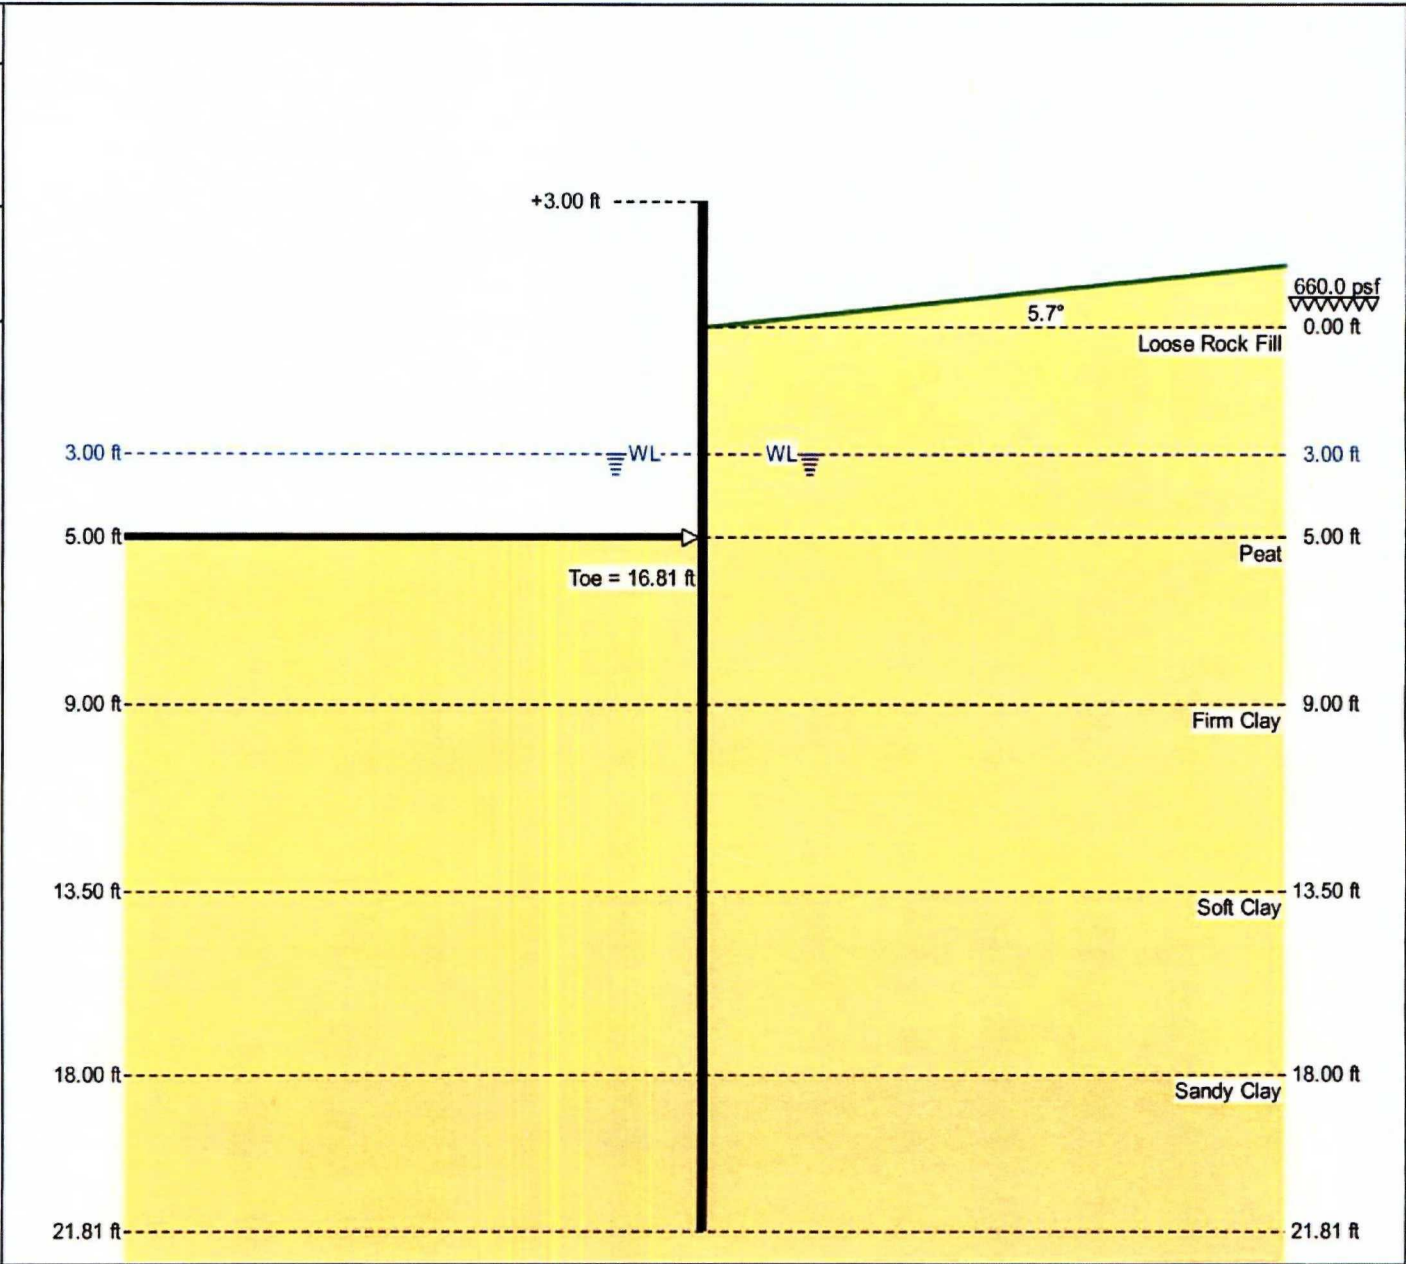 +3.00 ft
660.0 psf
5.7°
0.00 ft
Loose Rock Fill
3.00 ft
WL
WL
3.00 ft
5.00 ft
5.00 ft
Peat
Toe = 16.81 ft
9.00 ft
9.00 ft
Firm Clay
13.50 ft
13.50 ft
Soft Clay
18.00 ft
18.00 ft
Sandy Clay
21.81 ft
21.81 ft